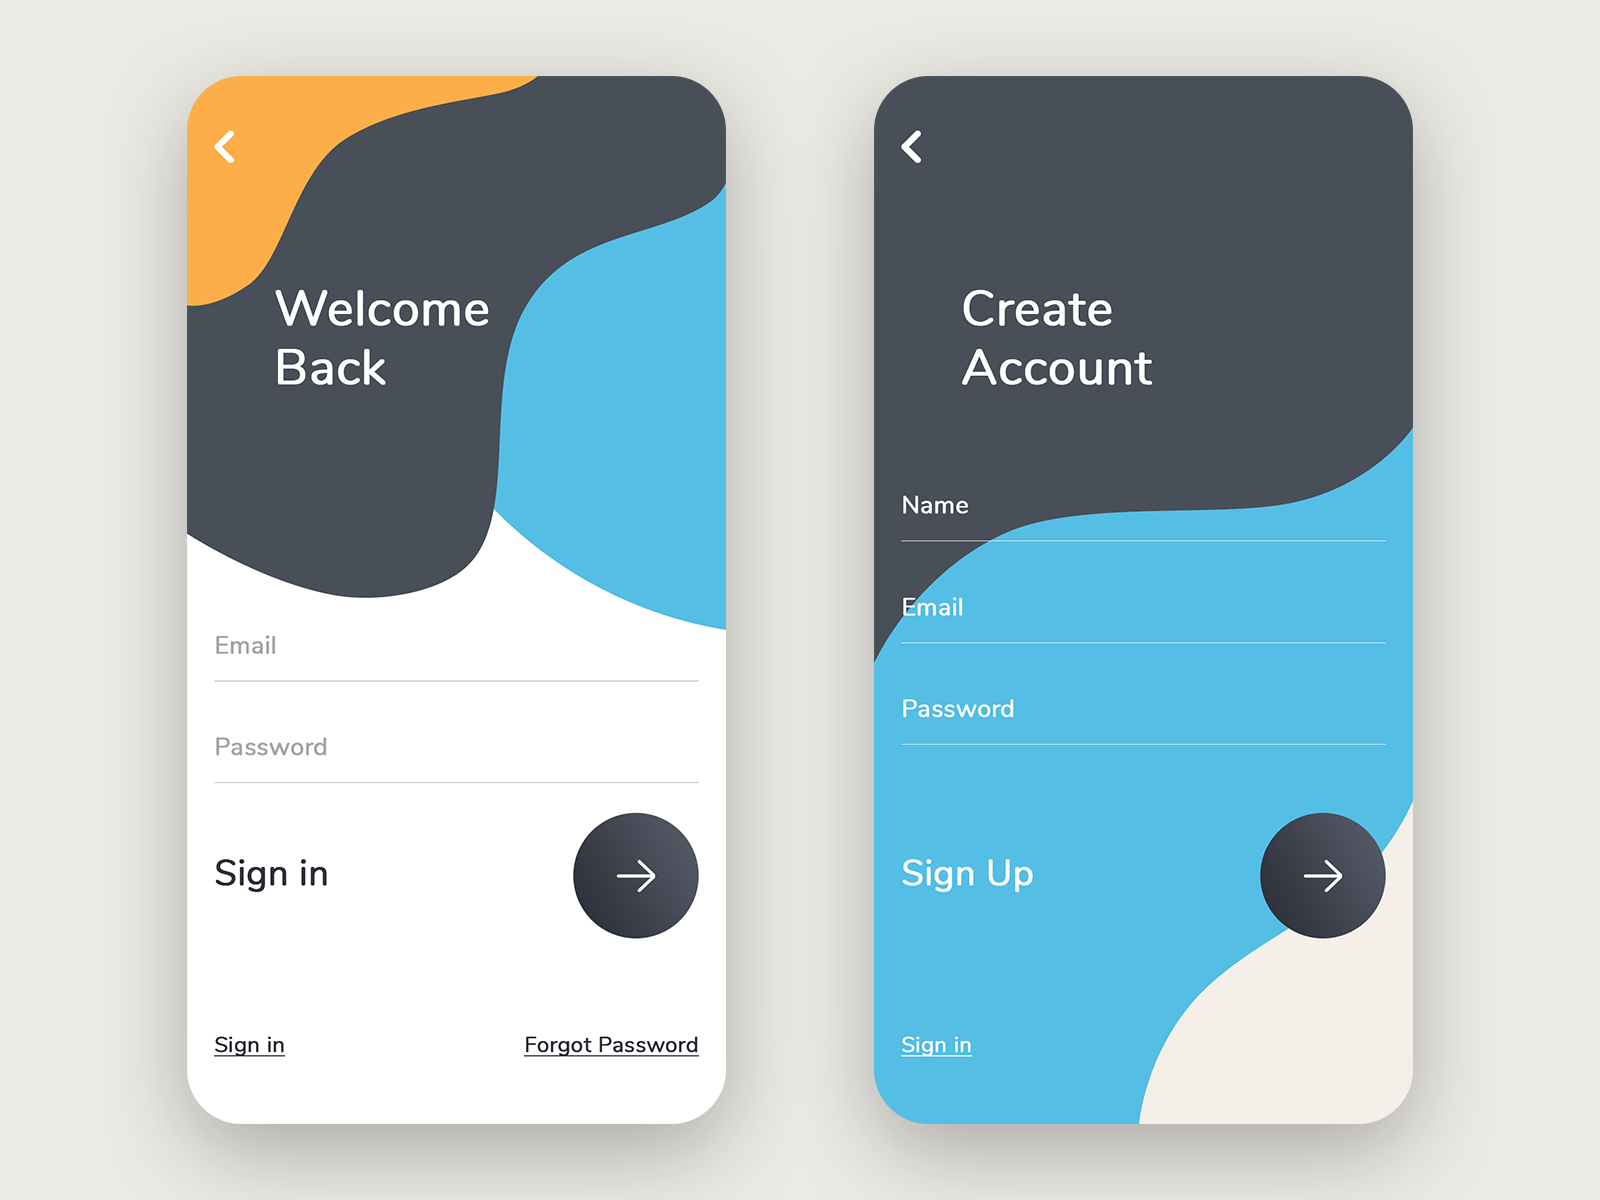 Welcome
Back
Email
Password
Sign in
Sign in
Forgot Password
Create
Account
Name
Email
Password
Sign Up
Sign in